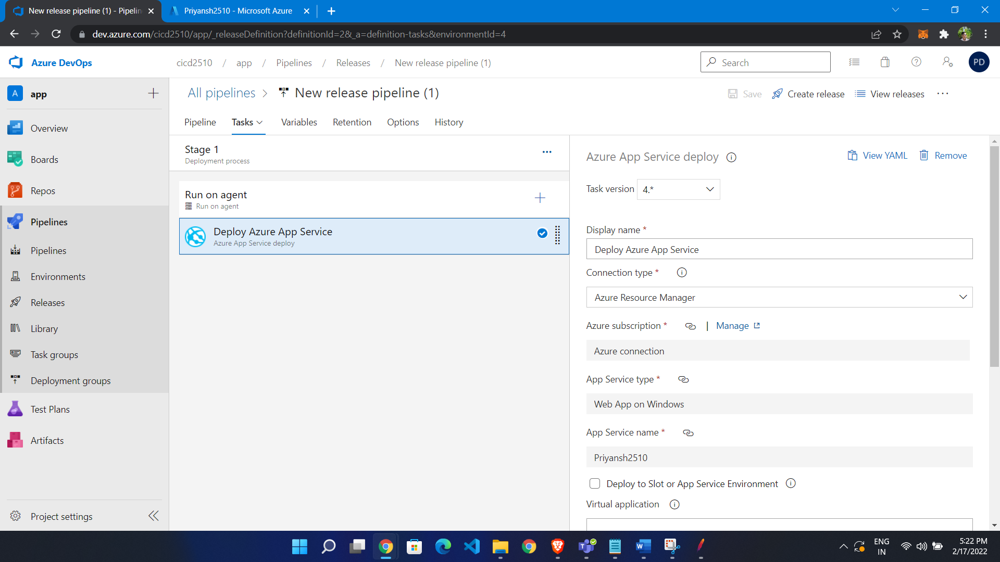 New release pipeline (1) - Pipelin
Priyansh2510 - Microsoft Azure
dev.azure.com/cicd2510/app/_releaseDefinition?definitionId=2&_a=definition-tasks&environmentId=4
Azure DevOps
cicd2510 / app / Pipelines / Releases / New release pipeline (1)
Search
PD
A
app
Overview
Boards
Repos
Pipelines
Pipelines
Environments
Releases
Library
Task groups
Deployment groups
Test Plans
Artifacts
Project settings
All pipelines > New release pipeline (1)
Save
Create release
View releases
Pipeline
Tasks
Variables
Retention
Options
History
Stage 1
Deployment process
Run on agent
Run on agent
Deploy Azure App Service
Azure App Service deploy
Azure App Service deploy
View YAML
Remove
Task version 4.*
Display name *
Deploy Azure App Service
Connection type *
Azure Resource Manager
Azure subscription * | Manage
Azure connection
App Service type *
Web App on Windows
App Service name *
Priyansh2510
Deploy to Slot or App Service Environment
Virtual application
ENG
IN
5:22 PM
2/17/2022